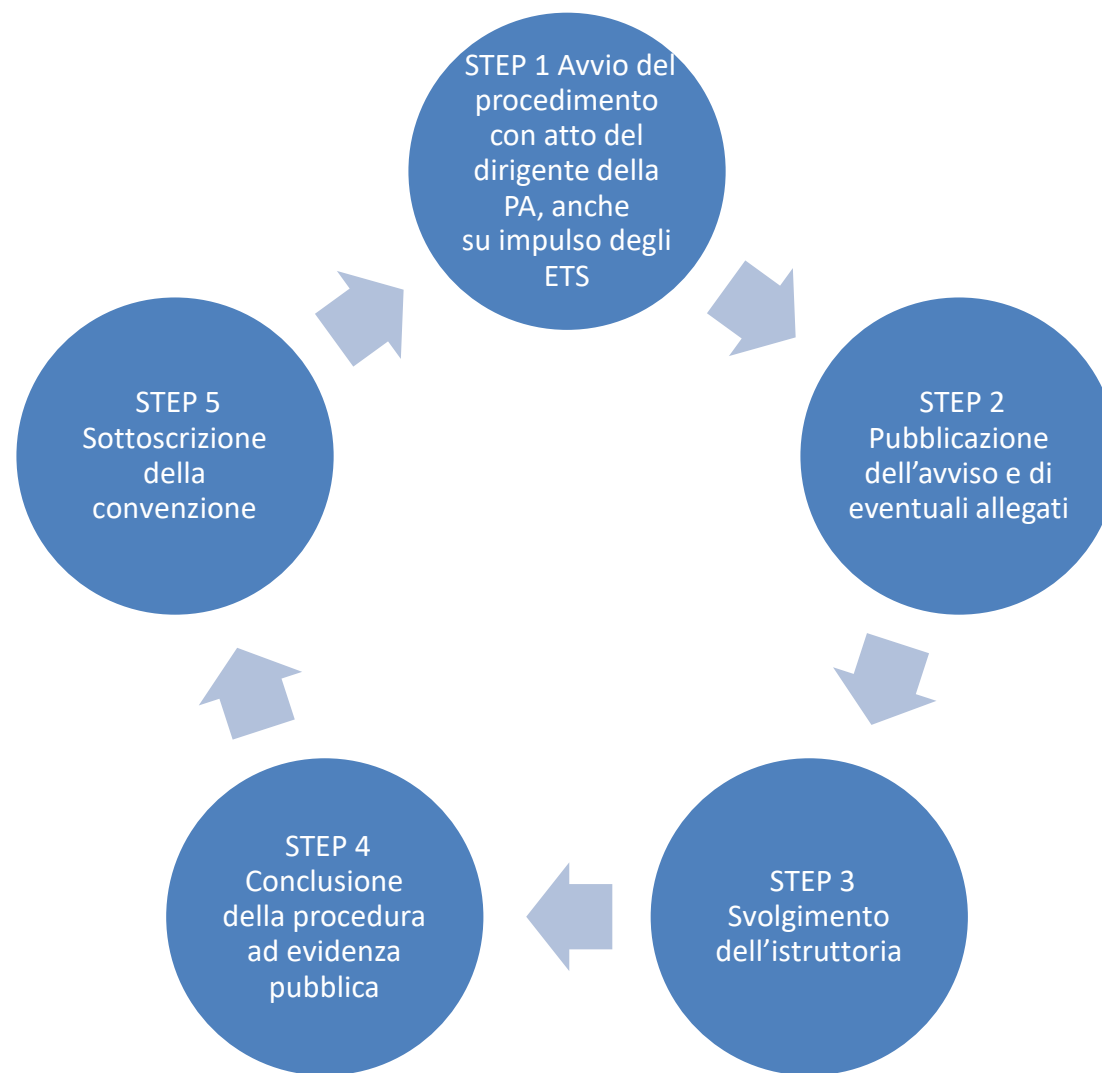 STEP 1 Avvio del
procedimento
con atto del
dirigente della
PA, anche
su impulso degli
ETS
STEP 2
Pubblicazione
dell’avviso e di
eventuali allegati
STEP 3
Svolgimento
dell’istruttoria
STEP 4
Conclusione
della procedura
ad evidenza
pubblica
STEP 5
Sottoscrizione
della
convenzione